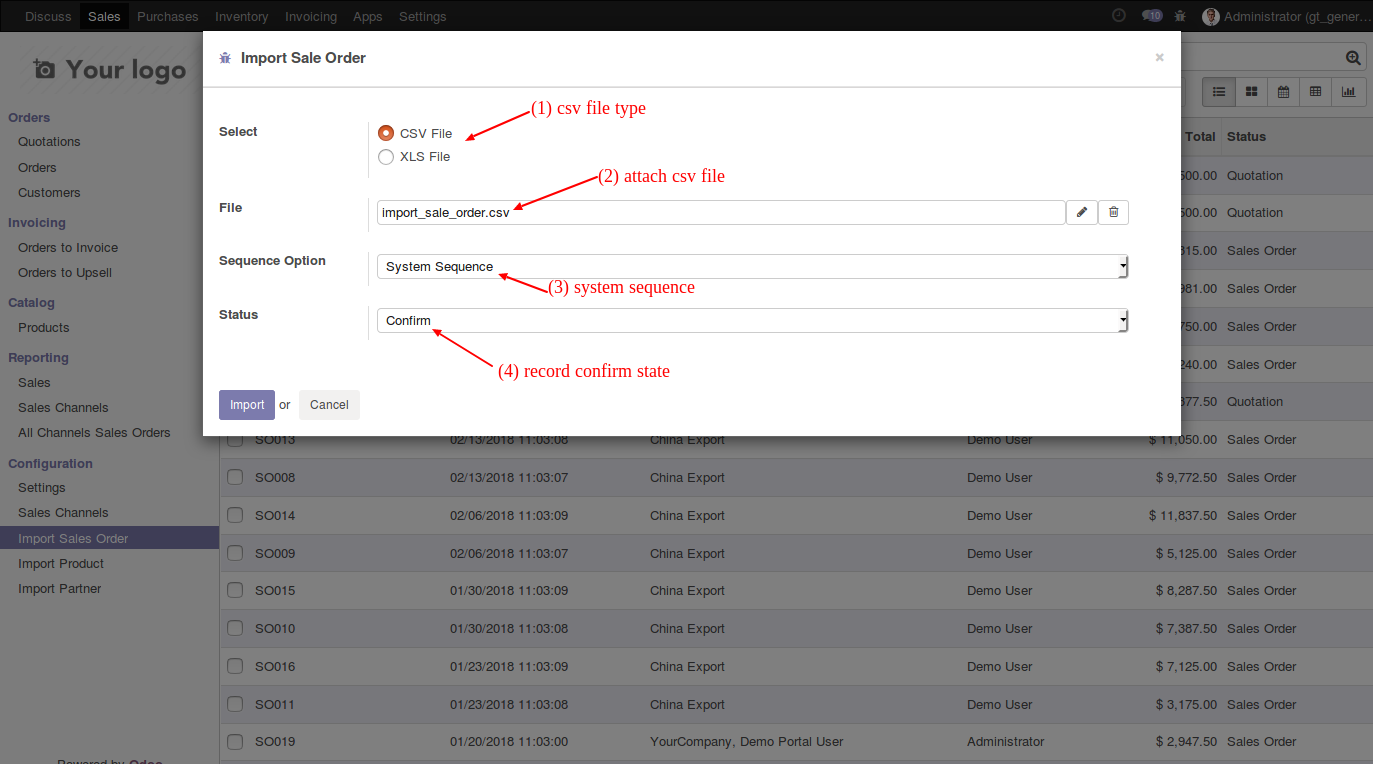 Discuss Sales Purchases Inventory Invoicing Apps Settings 10 Administrator (gt_gener...
Your logo
Import Sale Order ×
Orders
Quotations
Orders
Customers
Invoicing
Orders to Invoice
Orders to Upsell
Catalog
Products
Reporting
Sales
Sales Channels
All Channels Sales Orders
Configuration
Settings
Sales Channels
Import Sales Order
Import Product
Import Partner
Powered by Odoo
Select
CSV File
XLS File
(1) csv file type
(2) attach csv file
File import_sale_order.csv
Sequence Option System Sequence
(3) system sequence
Status Confirm
(4) record confirm state
Import or Cancel
Total Status
500.00 Quotation
500.00 Quotation
315.00 Sales Order
981.00 Sales Order
750.00 Sales Order
240.00 Sales Order
377.50 Quotation
SO013 02/13/2018 11:03:08 China Export Demo User $ 11,050.00 Sales Order
SO008 02/13/2018 11:03:07 China Export Demo User $ 9,772.50 Sales Order
SO014 02/06/2018 11:03:09 China Export Demo User $ 11,837.50 Sales Order
SO009 02/06/2018 11:03:07 China Export Demo User $ 5,125.00 Sales Order
SO015 01/30/2018 11:03:09 China Export Demo User $ 8,287.50 Sales Order
SO010 01/30/2018 11:03:08 China Export Demo User $ 7,387.50 Sales Order
SO016 01/23/2018 11:03:09 China Export Demo User $ 7,125.00 Sales Order
SO011 01/23/2018 11:03:08 China Export Demo User $ 3,175.00 Sales Order
SO019 01/20/2018 11:03:00 YourCompany, Demo Portal User Administrator $ 2,947.50 Sales Order